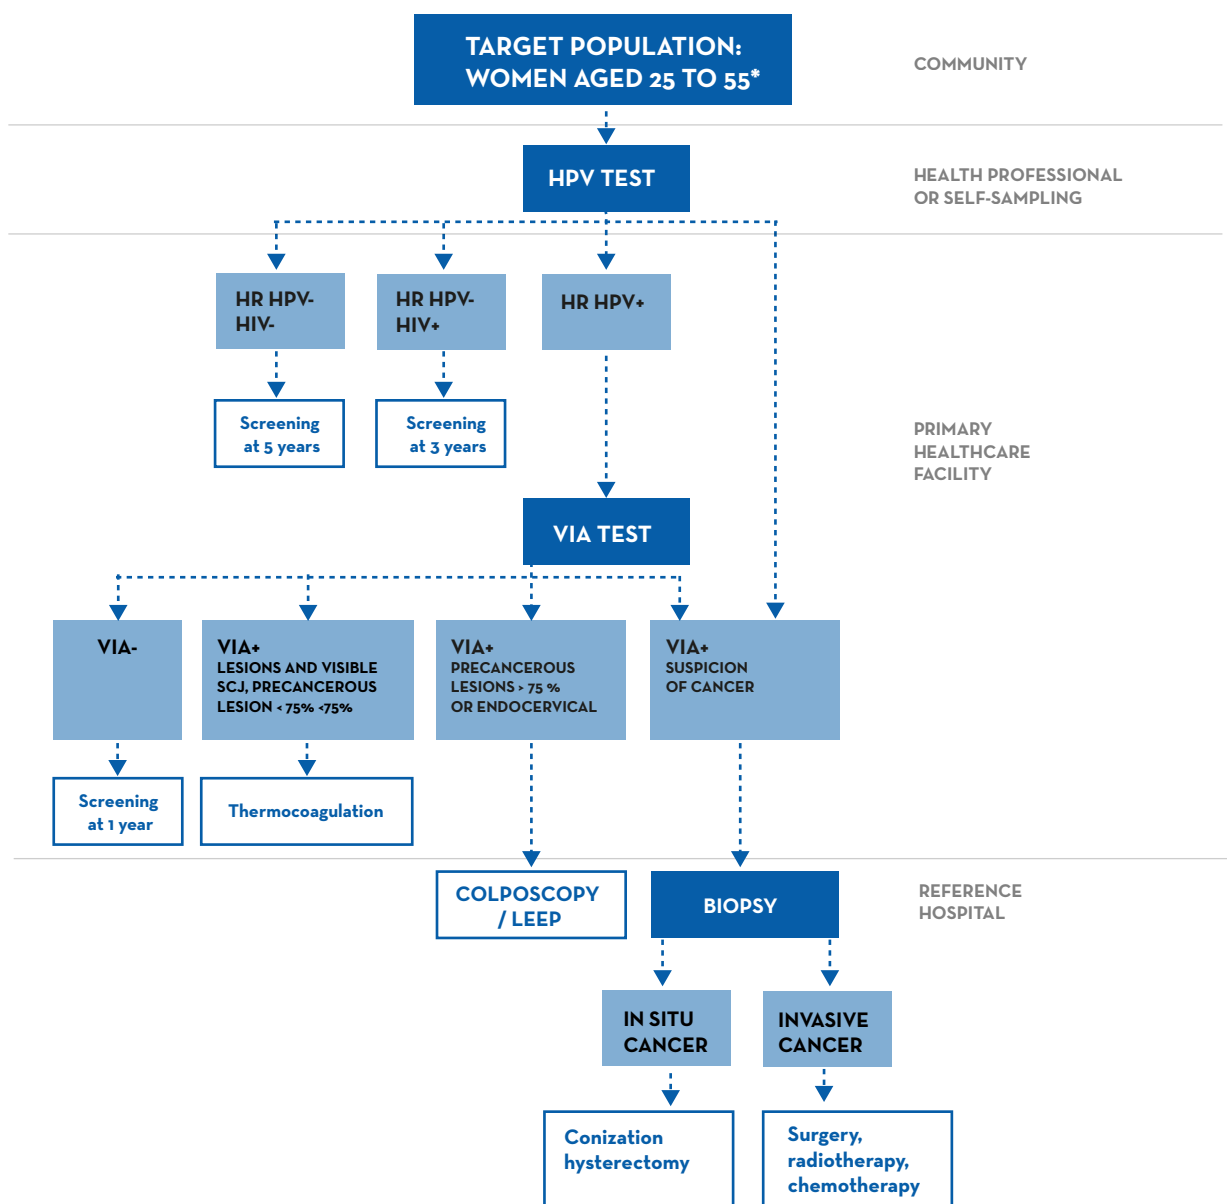 TARGET POPULATION:
WOMEN AGED 25 TO 55*
COMMUNITY
HPV TEST
HEALTH PROFESSIONAL
OR SELF-SAMPLING
HR HPV-
HIV-
HR HPV-
HIV+
HR HPV+
Screening
at 5 years
Screening
at 3 years
PRIMARY
HEALTHCARE
FACILITY
VIA TEST
VIA-
VIA+
LESIONS AND VISIBLE
SCJ, PRECANCEROUS
LESION < 75% <75%
VIA+
PRECANCEROUS
LESIONS > 75 %
OR ENDOCERVICAL
VIA+
SUSPICION
OF CANCER
Screening
at 1 year
Thermocoagulation
COLPOSCOPY
/ LEEP
BIOPSY
REFERENCE
HOSPITAL
IN SITU
CANCER
INVASIVE
CANCER
Conization
hysterectomy
Surgery,
radiotherapy,
chemotherapy